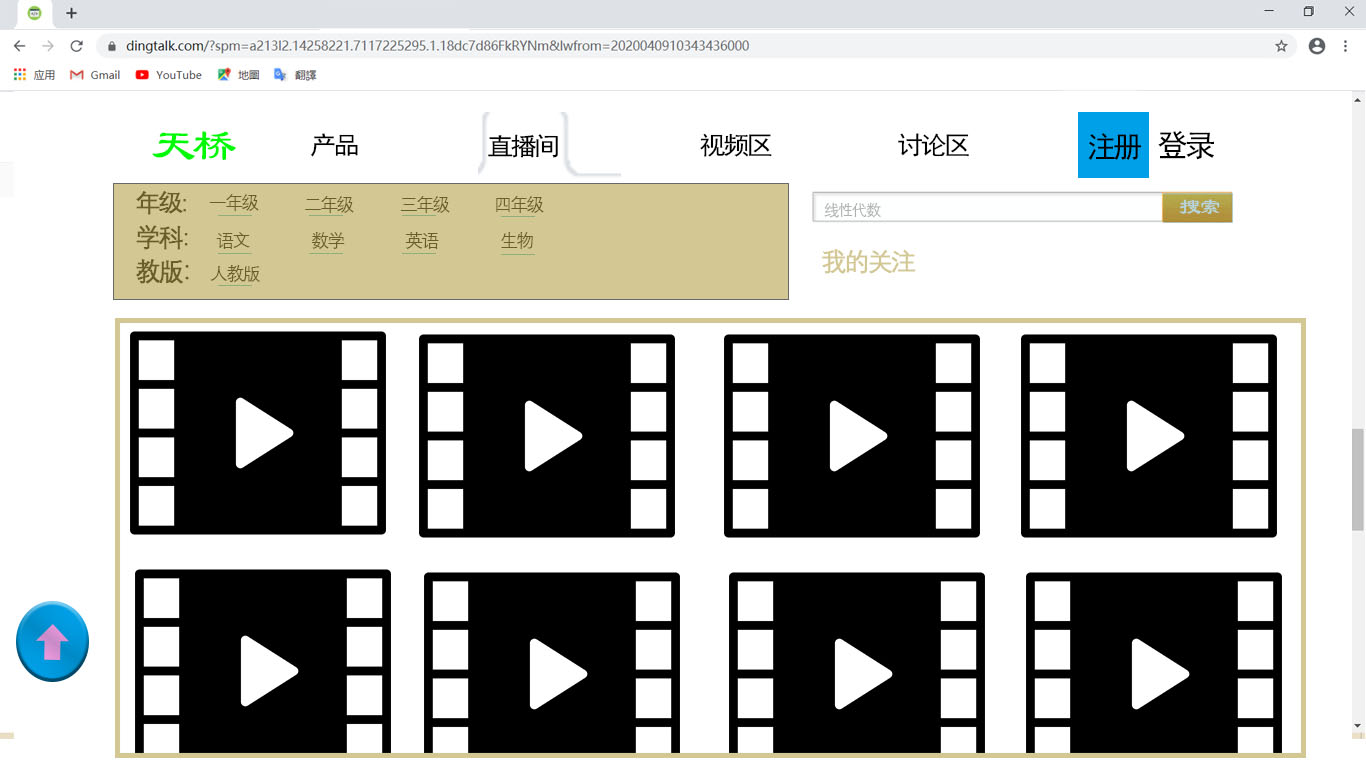 dingtalk.com/?spm=a213l2.14258221.7117225295.1.18dc7d86FkRYNm&lwfrom=2020040910343436000
应用 Gmail YouTube 地圖 翻譯
天桥 产品 直播间 视频区 讨论区 注册 登录
年级: 一年级 二年级 三年级 四年级
学科: 语文 数学 英语 生物
教版: 人教版
线性代数 搜索
我的关注